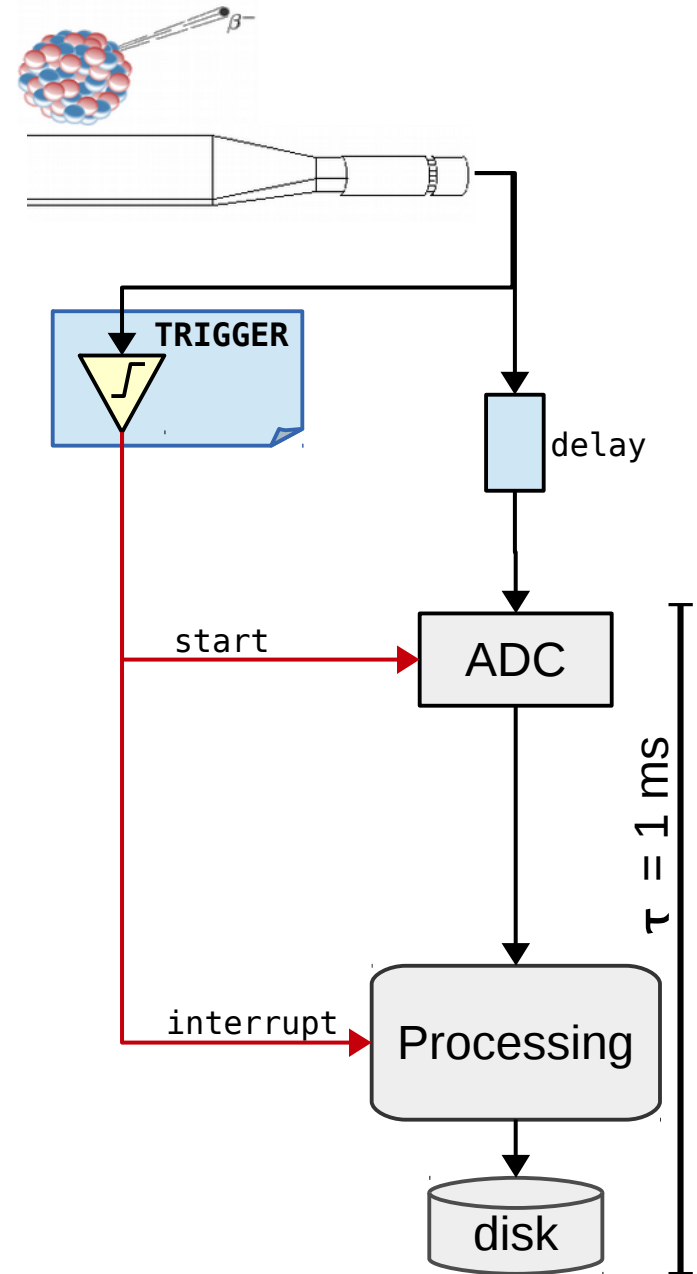 β⁻
TRIGGER
delay
start
ADC
τ = 1 ms
interrupt
Processing
disk